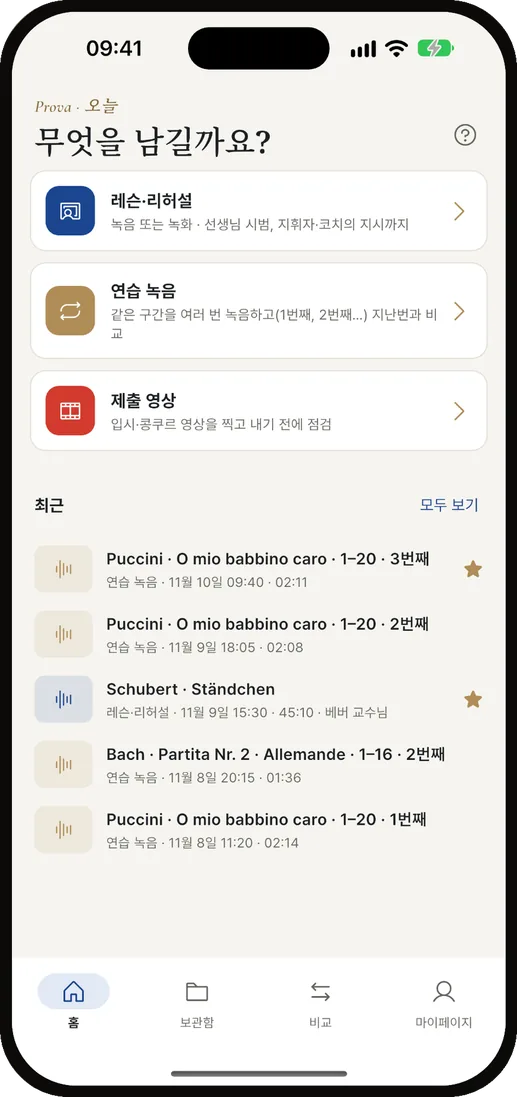 09:41
Prova · 오늘
무엇을 남길까요?
레슨·리허설
녹음 또는 녹화 · 선생님 시범, 지휘자·코치의 지시까지
연습 녹음
같은 구간을 여러 번 녹음하고(1번째, 2번째…) 지난번과 비
교
제출 영상
입시·콩쿠르 영상을 찍고 내기 전에 점검
최근
모두 보기
Puccini · O mio babbino caro · 1–20 · 3번째
연습 녹음 · 11월 10일 09:40 · 02:11
Puccini · O mio babbino caro · 1–20 · 2번째
연습 녹음 · 11월 9일 18:05 · 02:08
Schubert · Ständchen
레슨·리허설 · 11월 9일 15:30 · 45:10 · 베버 교수님
Bach · Partita Nr. 2 · Allemande · 1–16 · 2번째
연습 녹음 · 11월 8일 20:15 · 01:36
Puccini · O mio babbino caro · 1–20 · 1번째
연습 녹음 · 11월 8일 11:20 · 02:14
홈
보관함
비교
마이페이지